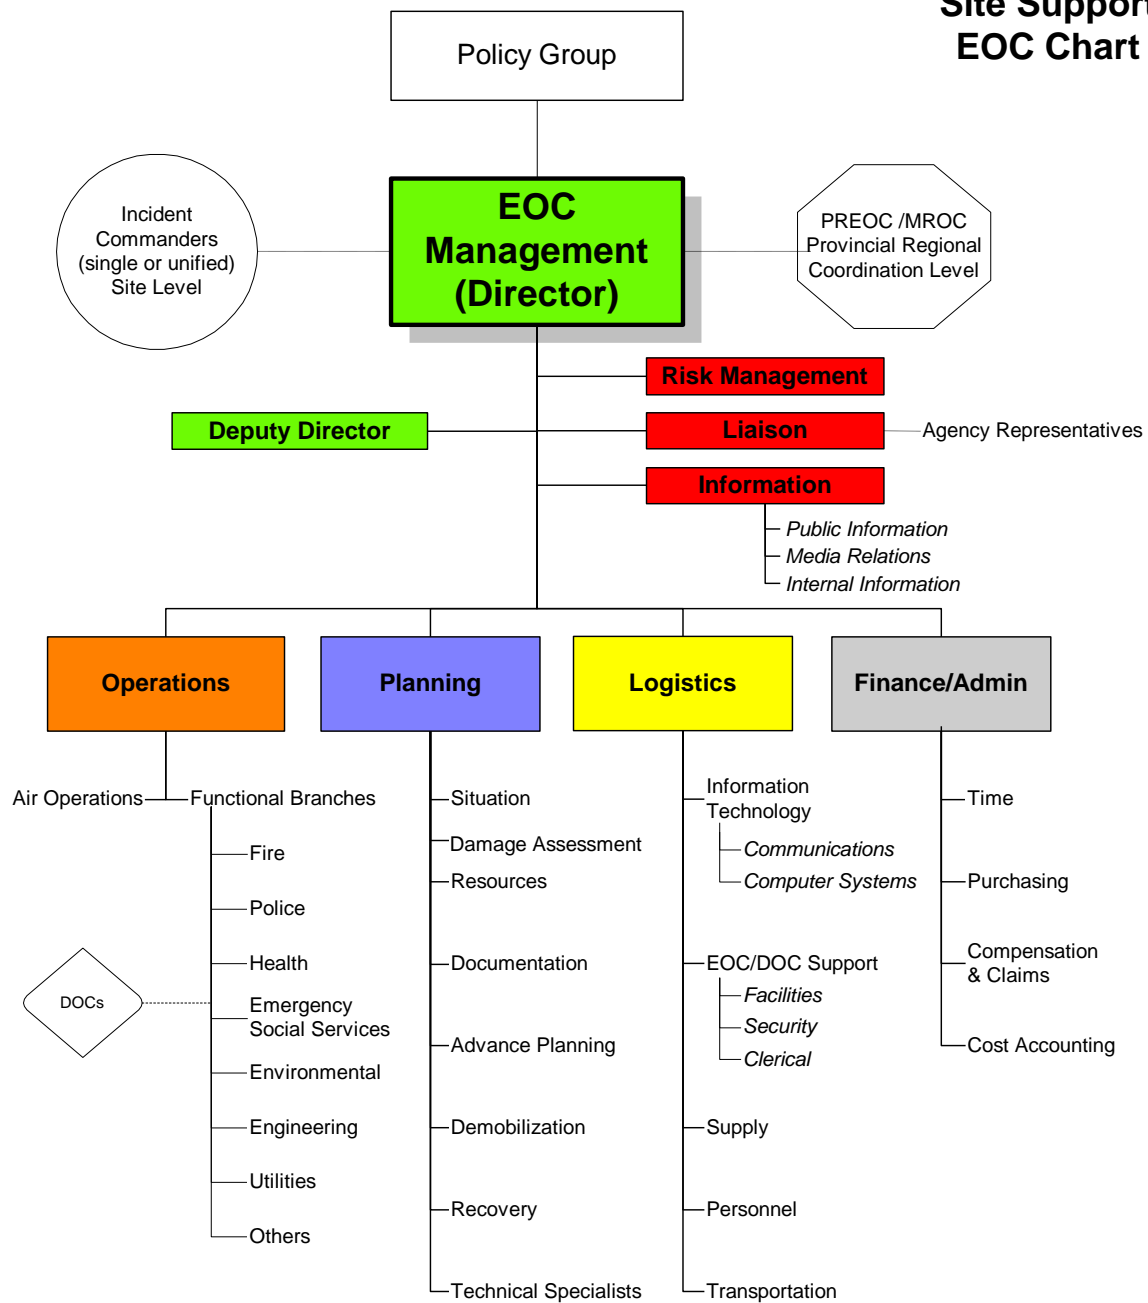 Site Support
EOC Chart
Policy Group
Incident
Commanders
(single or unified)
Site Level
EOC
Management
(Director)
PREOC /MROC
Provincial Regional
Coordination Level
Risk Management
Deputy Director
Liaison
Agency Representatives
Information
Public Information
Media Relations
Internal Information
Operations
Planning
Logistics
Finance/Admin
Air Operations
Functional Branches
Fire
Police
Health
Emergency
Social Services
Environmental
Engineering
Utilities
Others
DOCs
Situation
Damage Assessment
Resources
Documentation
Advance Planning
Demobilization
Recovery
Technical Specialists
Information
Technology
Communications
Computer Systems
EOC/DOC Support
Facilities
Security
Clerical
Supply
Personnel
Transportation
Time
Purchasing
Compensation
& Claims
Cost Accounting